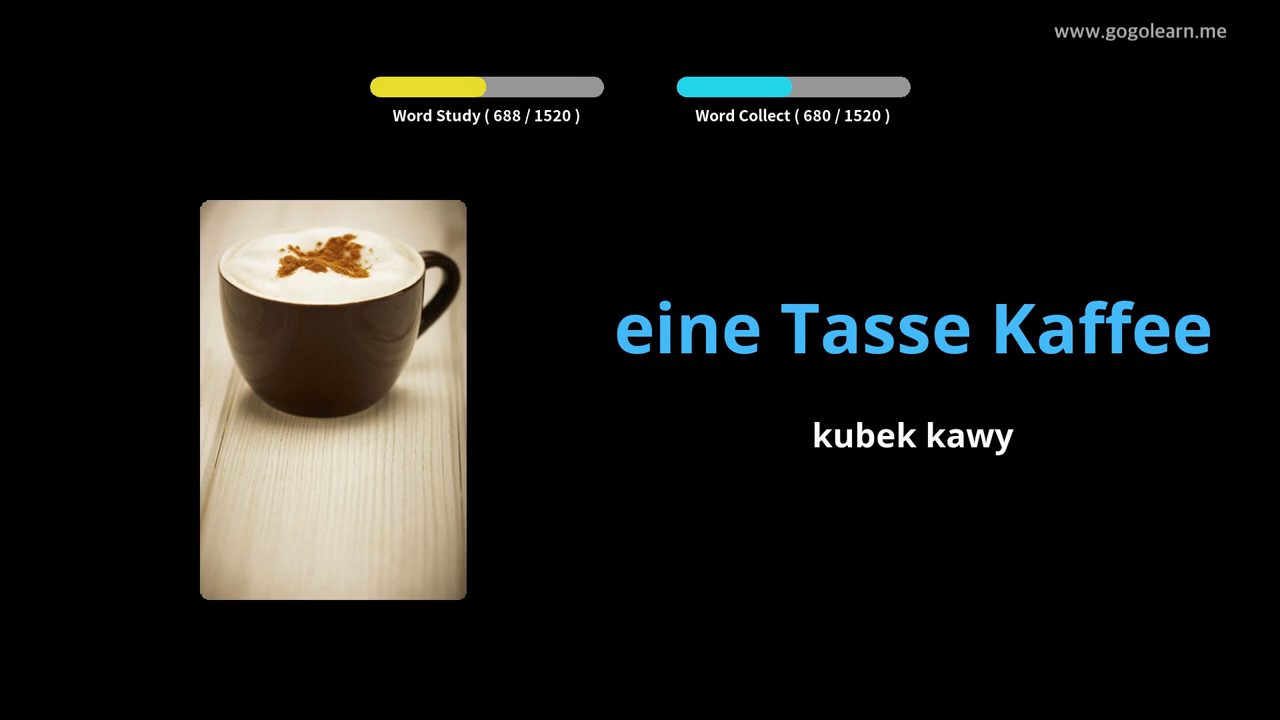 www.gogolearn.me
Word Study ( 688 / 1520 )
Word Collect ( 680 / 1520 )
eine Tasse Kaffee
kubek kawy